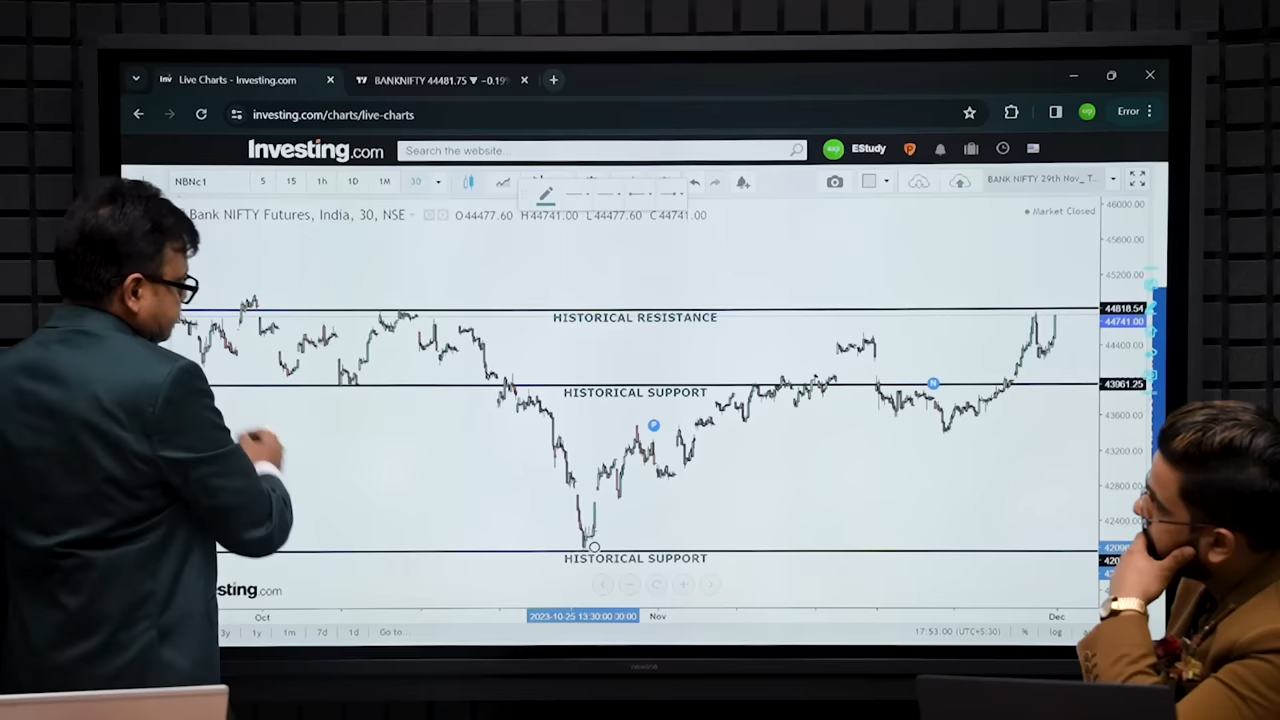 Live Charts - Investing.com
BANKNIFTY 44481.75 ▼ −0.19
investing.com/charts/live-charts
Error
Investing.com
Search the website...
EStudy
NBNc1
5
15
1h
1D
1M
30
BANK NIFTY 29th Nov_ T...
Bank NIFTY Futures, India, 30, NSE
O44477.60 H44741.00 L44477.60 C44741.00
Market Closed
46000.00
45600.00
45200.00
44818.54
HISTORICAL RESISTANCE
44741.00
44400.00
N
43961.25
HISTORICAL SUPPORT
43600.00
P
43200.00
42800.00
42400.00
HISTORICAL SUPPORT
sting.com
Oct
2023-10-25 13:30:00 00:00
Nov
Dec
3y
1y
1m
7d
1d
Go to...
17:53:00 (UTC+5:30)
%
log